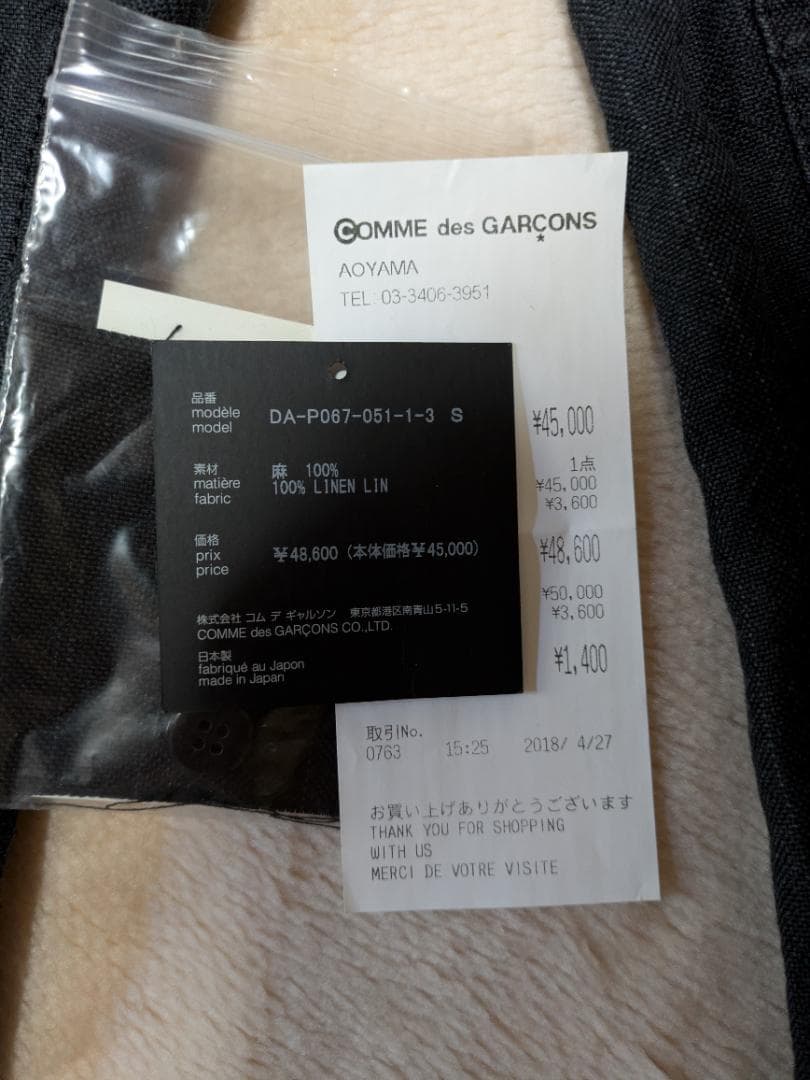 COMME des GARÇONS
AOYAMA
TEL:03-3406-3951
¥45,000
1点
¥45,000
¥3,600
¥48,600
¥50,000
¥3,600
¥1,400
取引No.
0763 15:25 2018/ 4/27
お買い上げありがとうございます
THANK YOU FOR SHOPPING
WITH US
MERCI DE VOTRE VISITE
品番
modèle
model
DA-P067-051-1-3 S
素材
matière
fabric
麻 100%
100% LINEN LIN
価格
prix
price
¥48,600 (本体価格¥45,000)
株式会社 コム デ ギャルソン 東京都港区南青山5-11-5
COMME des GARÇONS CO.,LTD.
日本製
fabriqué au Japon
made in Japan